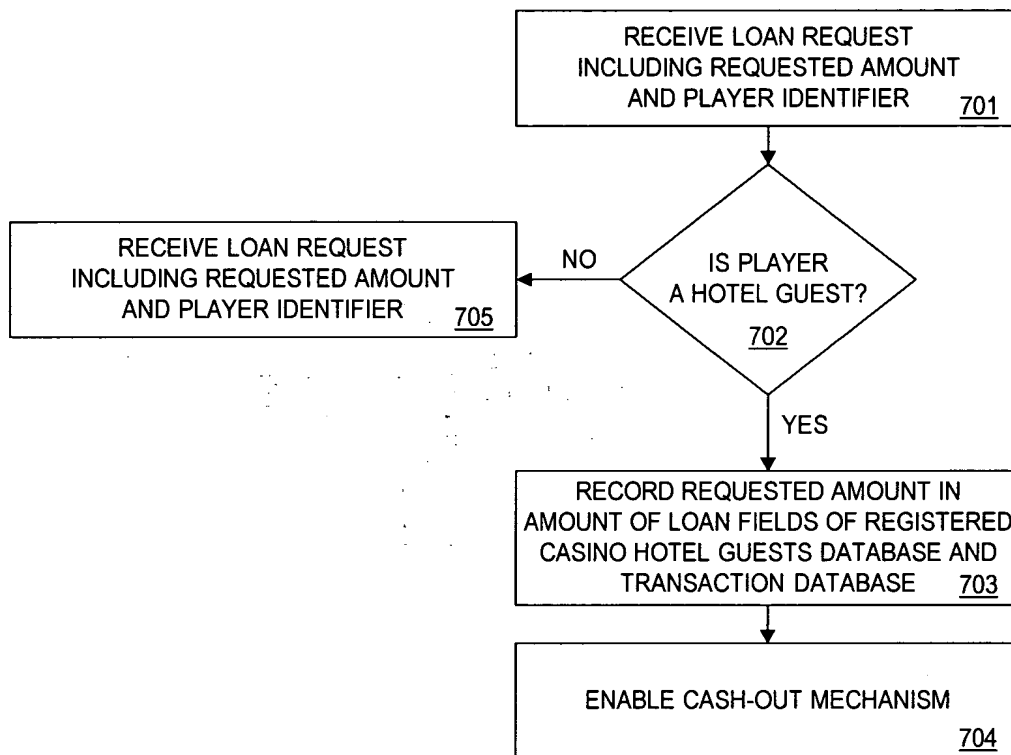 RECEIVE LOAN REQUEST
INCLUDING REQUESTED AMOUNT
AND PLAYER IDENTIFIER
701
IS PLAYER
A HOTEL GUEST?
702
NO
RECEIVE LOAN REQUEST
INCLUDING REQUESTED AMOUNT
AND PLAYER IDENTIFIER
705
YES
RECORD REQUESTED AMOUNT IN
AMOUNT OF LOAN FIELDS OF REGISTERED
CASINO HOTEL GUESTS DATABASE AND
TRANSACTION DATABASE
703
ENABLE CASH-OUT MECHANISM
704